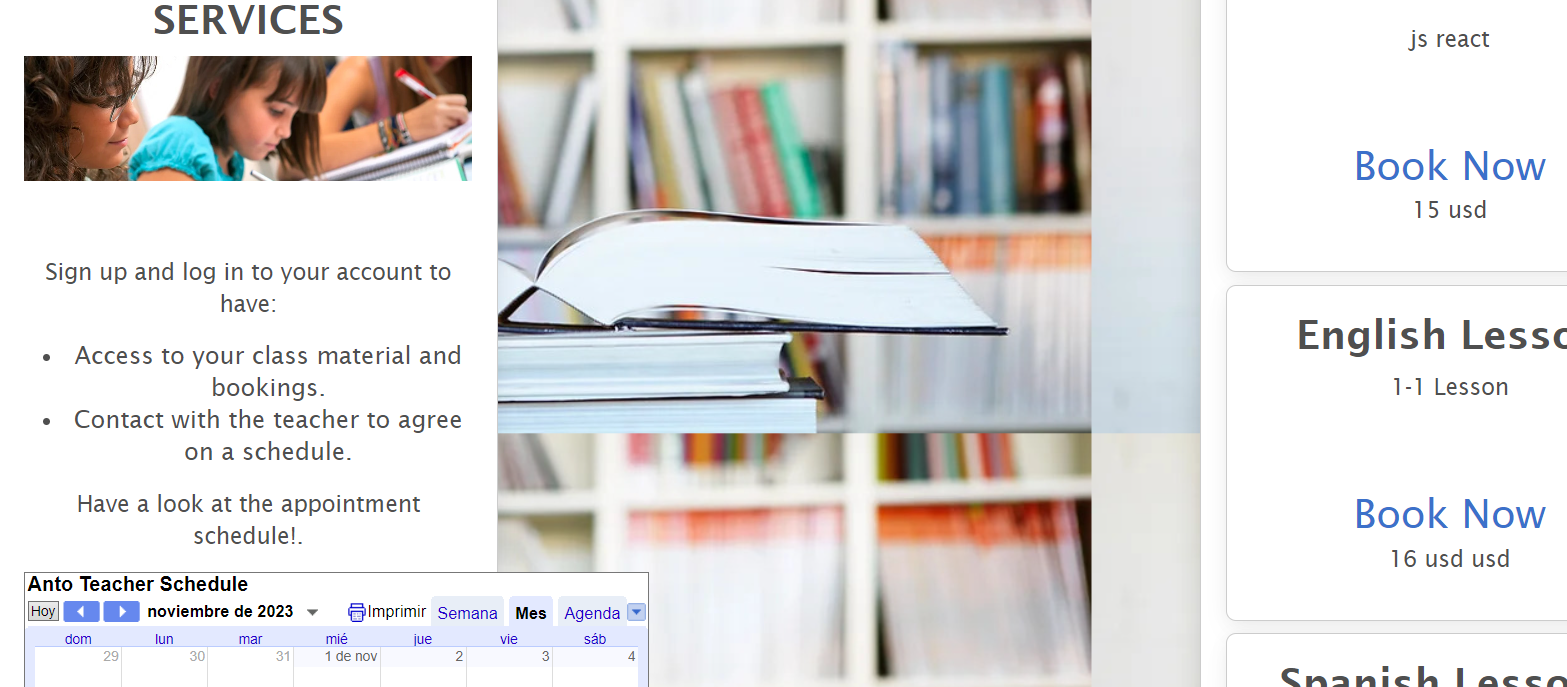 SERVICES
Sign up and log in to your account to
have:
• Access to your class material and
bookings.
• Contact with the teacher to agree
on a schedule.
Have a look at the appointment
schedule!.
Anto Teacher Schedule
Hoy noviembre de 2023 Imprimir Semana Mes Agenda
dom lun mar mié jue vie sáb
29 30 31 1 de nov 2 3 4
js react
Book Now
15 usd
English Lesso
1-1 Lesson
Book Now
16 usd usd
Spanish Lesso